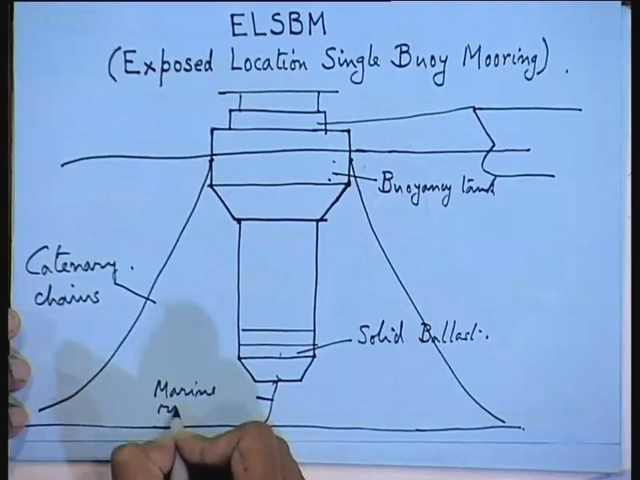 ELSBM
(Exposed Location Single Buoy Mooring).
Buoyancy tank
Catenary.
chains
Solid Ballast.
Marine